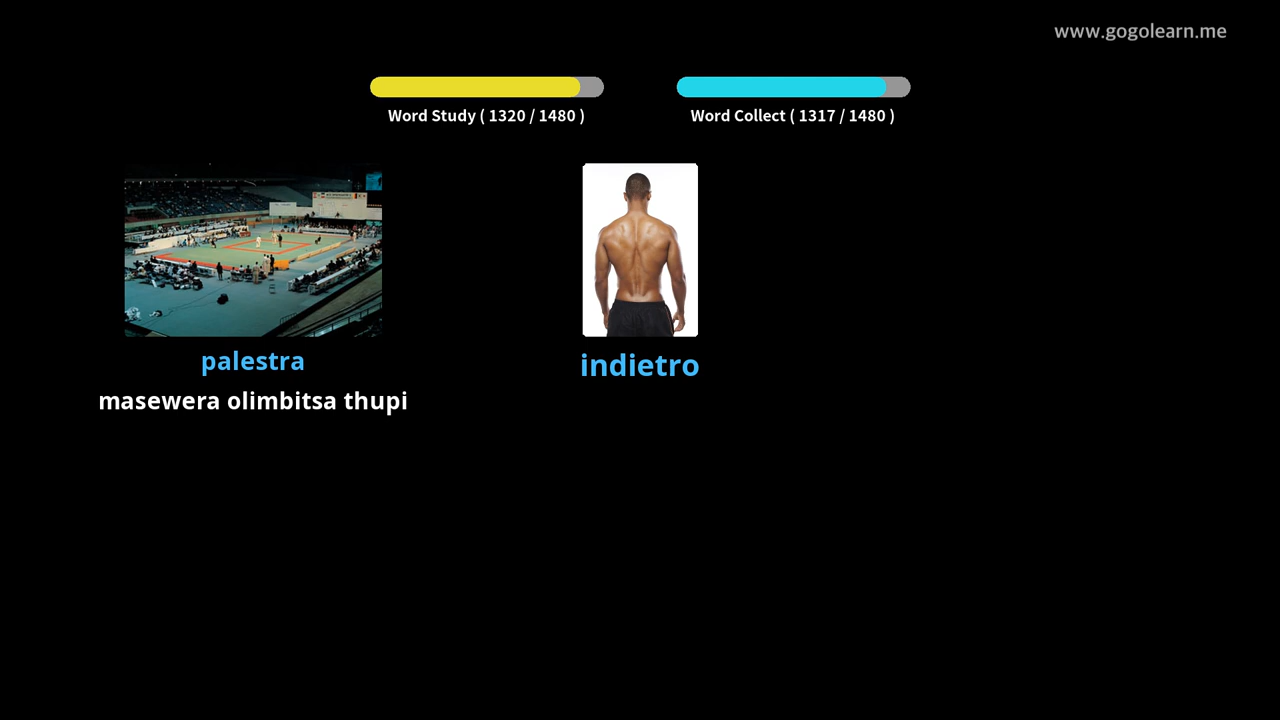 www.gogolearn.me
Word Study ( 1320 / 1480 )
Word Collect ( 1317 / 1480 )
palestra
indietro
masewera olimbitsa thupi